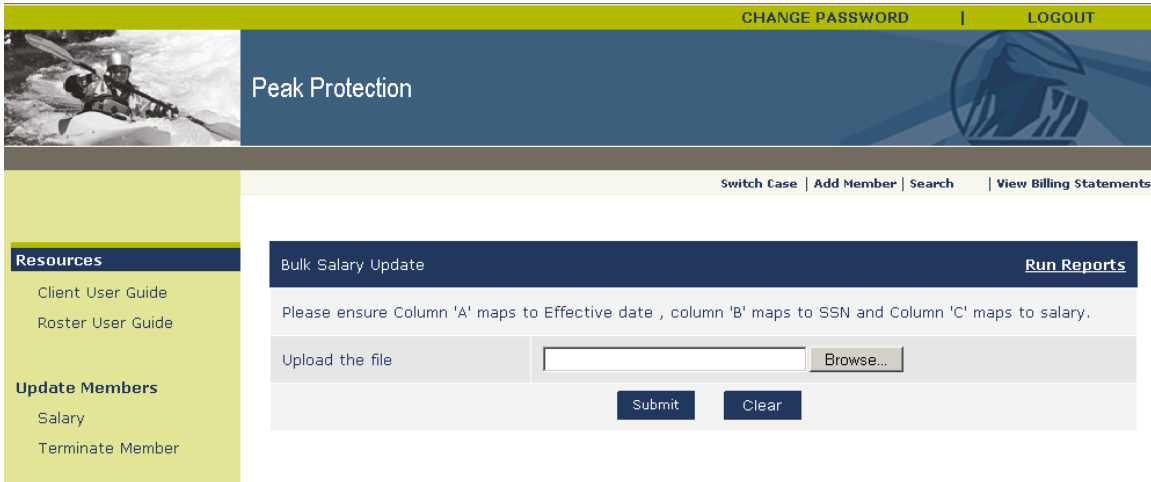 CHANGE PASSWORD | LOGOUT
Peak Protection
Switch Case | Add Member | Search | View Billing Statements
Resources
Client User Guide
Roster User Guide
Update Members
Salary
Terminate Member
Bulk Salary Update Run Reports
Please ensure Column 'A' maps to Effective date , column 'B' maps to SSN and Column 'C' maps to salary.
Upload the file Browse...
Submit Clear